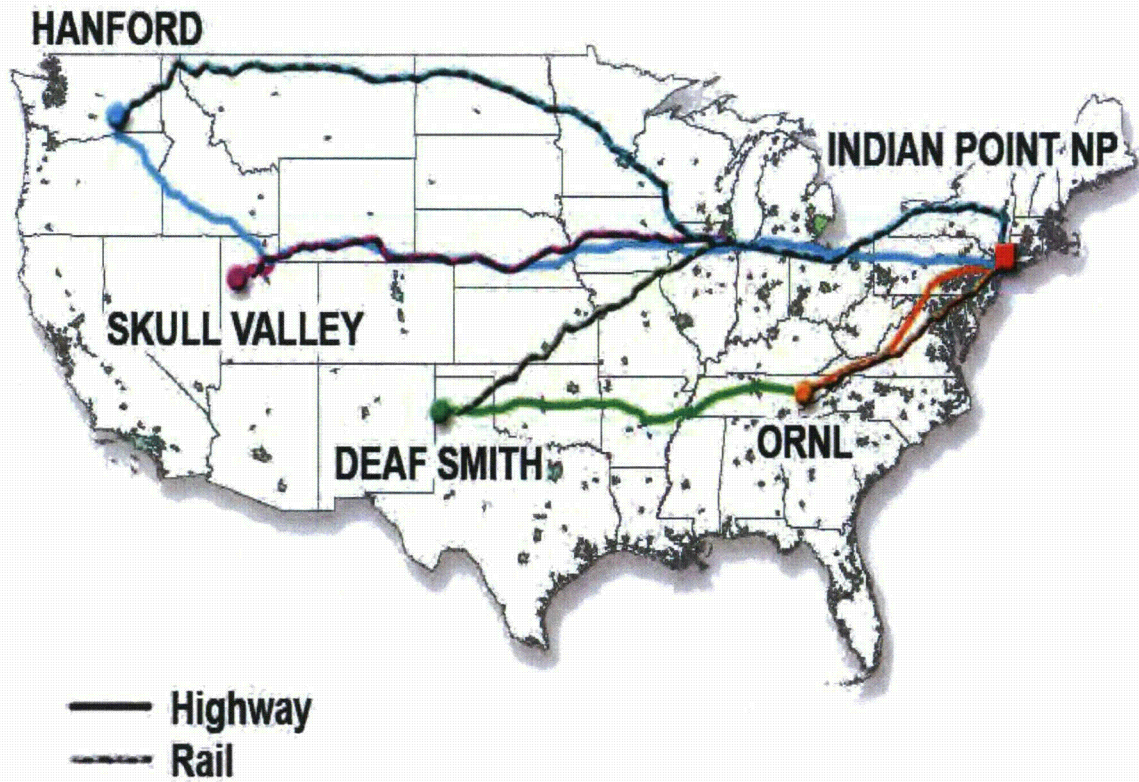 HANFORD
INDIAN POINT NP
SKULL VALLEY
DEAF SMITH
ORNL
Highway
Rail